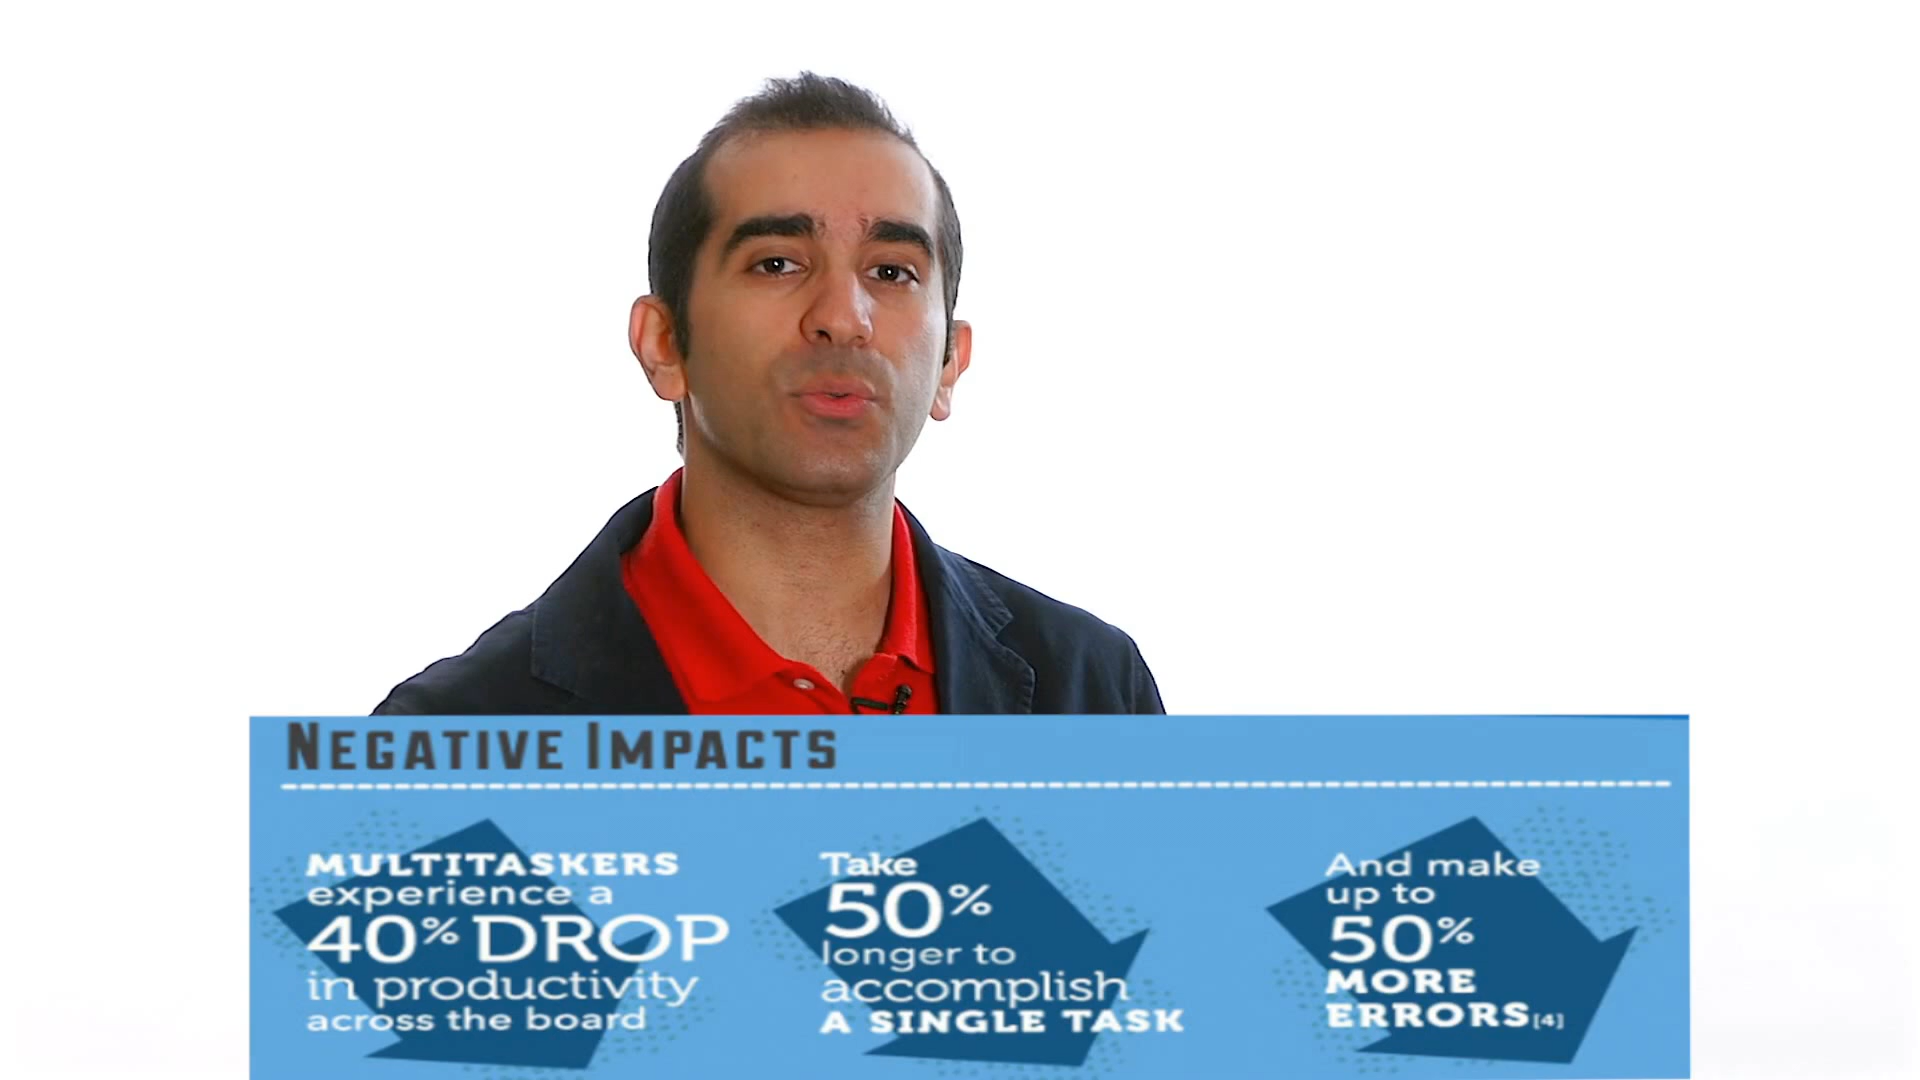 NEGATIVE IMPACTS
MULTITASKERS
experience a
40% DROP
in productivity
across the board
Take
50%
longer to
accomplish
A SINGLE TASK
And make
up to
50%
MORE
ERRORS[4]